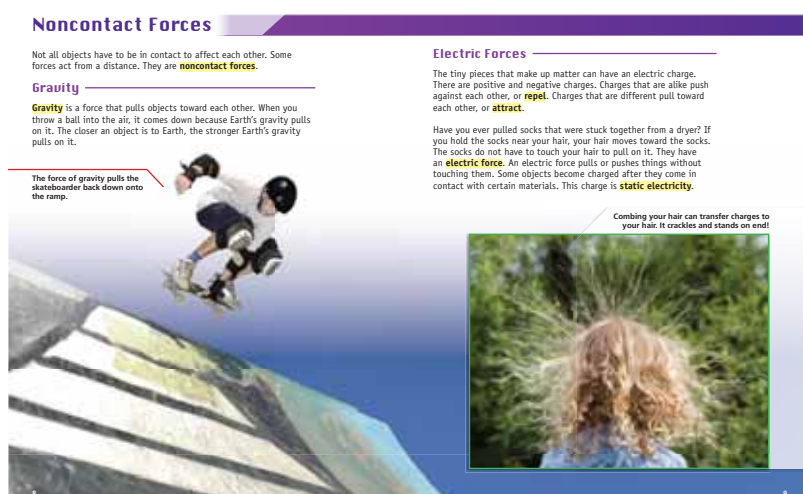 Noncontact Forces
Not all objects have to be in contact to affect each other. Some
forces act from a distance. They are noncontact forces.
Gravity
Gravity is a force that pulls objects toward each other. When you
throw a ball into the air, it comes down because Earth's gravity pulls
on it. The closer an object is to Earth, the stronger Earth's gravity
pulls on it.
The force of gravity pulls the
skateboarder back down onto
the ramp.
Electric Forces
The tiny pieces that make up matter can have an electric charge.
There are positive and negative charges. Charges that are alike push
against each other, or repel. Charges that are different pull toward
each other, or attract.
Have you ever pulled socks that were stuck together from a dryer? If
you hold the socks near your hair, your hair moves toward the socks.
The socks do not have to touch your hair to pull on it. They have
an electric force. An electric force pulls or pushes things without
touching them. Some objects become charged after they come in
contact with certain materials. This charge is static electricity.
Combing your hair can transfer charges to
your hair. It crackles and stands on end!
8
9